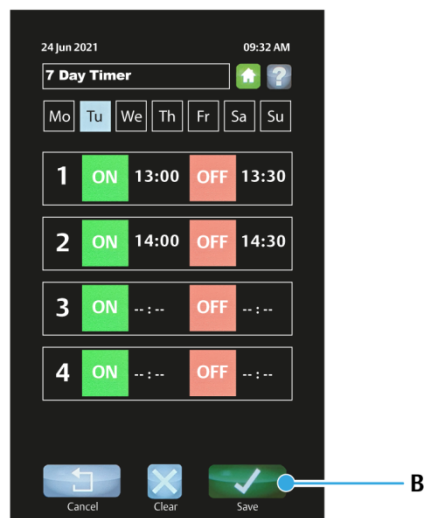 24 Jun 2021 09:32 AM
7 Day Timer ?
Mo Tu We Th Fr Sa Su
1 ON 13:00 OFF 13:30
2 ON 14:00 OFF 14:30
3 ON --:-- OFF --:--
4 ON --:-- OFF --:--
B
Cancel Clear Save